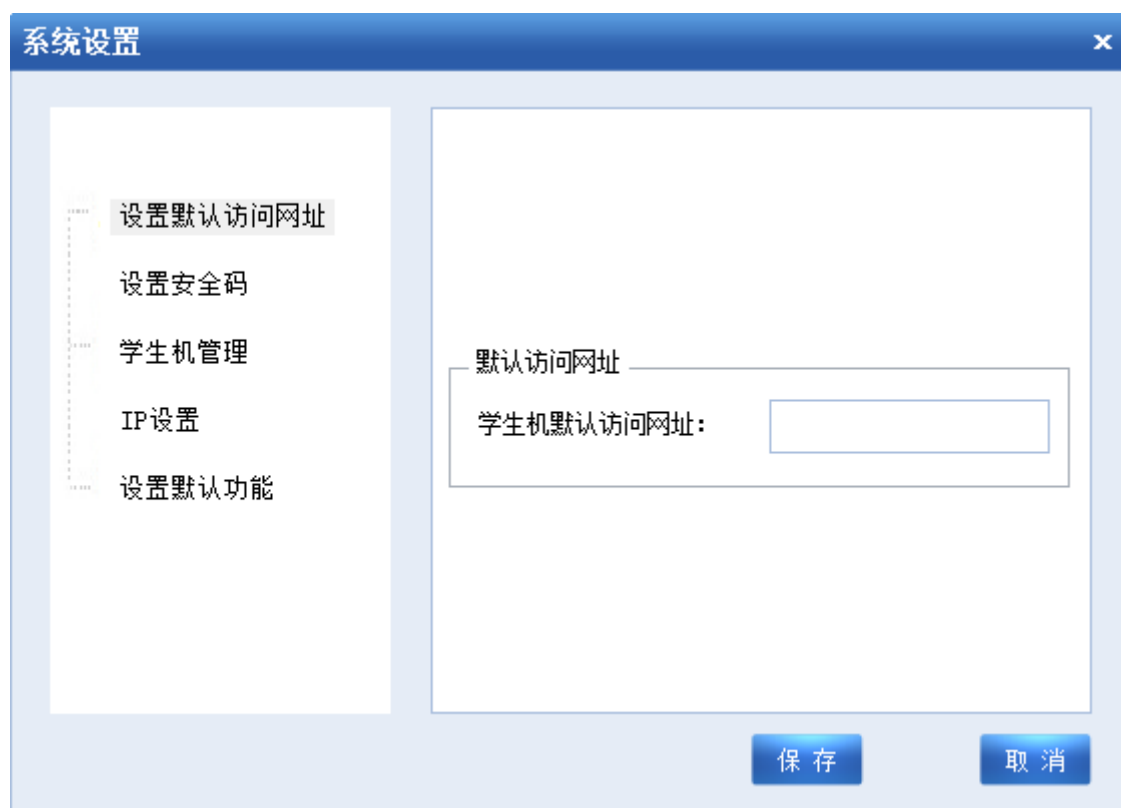 系统设置
设置默认访问网址
设置安全码
学生机管理
IP设置
设置默认功能
默认访问网址
学生机默认访问网址：
保存
取消